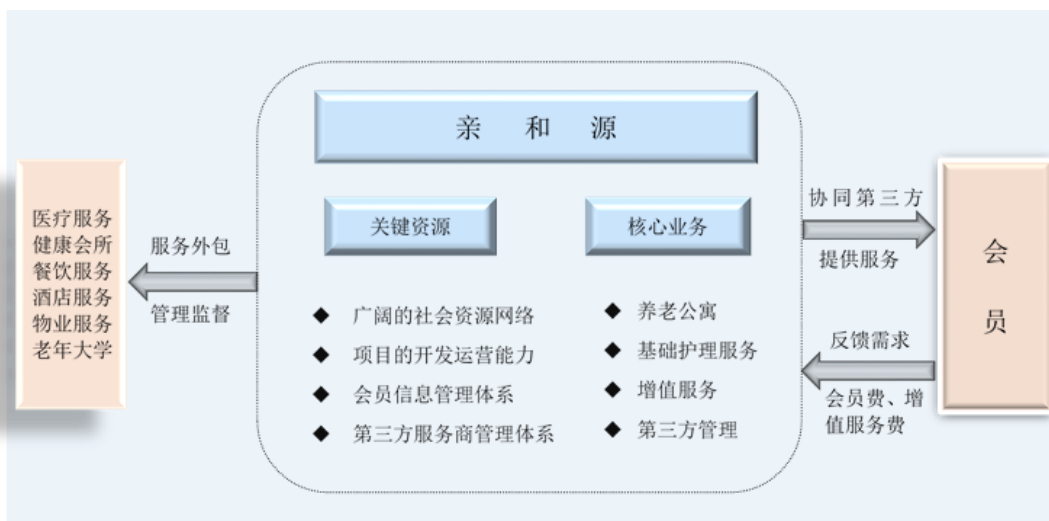 亲 和 源
关键资源
核心业务
广阔的社会资源网络
项目的开发运营能力
会员信息管理体系
第三方服务商管理体系
养老公寓
基础护理服务
增值服务
第三方管理
医疗服务
健康会所
餐饮服务
酒店服务
物业服务
老年大学
服务外包
管理监督
协同第三方
提供服务
反馈需求
会员费、增
值服务费
会
员